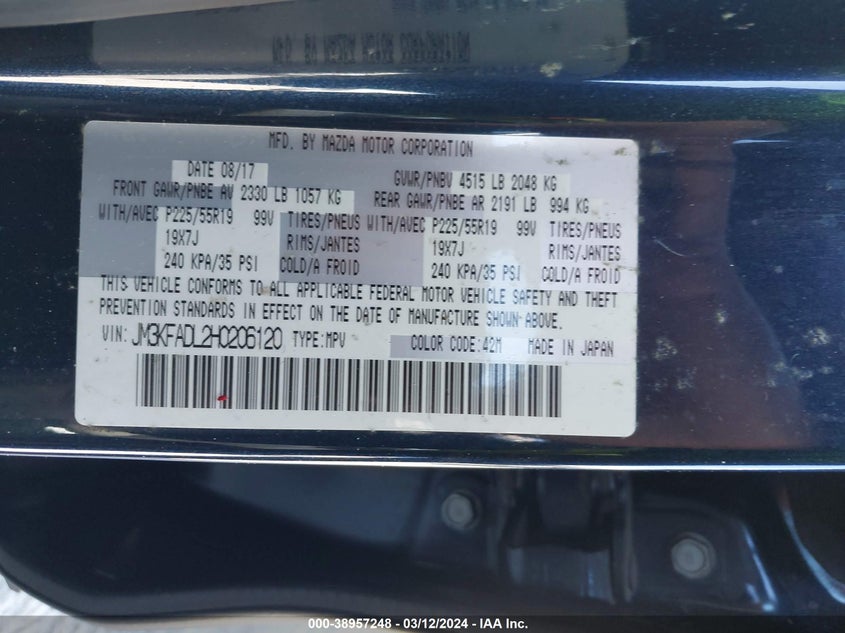 MFD. BY MAZDA MOTOR CORPORATION
DATE 08/17 GVWR/PNBV 4515 LB 2048 KG
FRONT GAWR/PNBE AV 2330 LB 1057 KG REAR GAWR/PNBE AR 2191 LB 994 KG
WITH/AVEC P225/55R19 99V TIRES/PNEUS WITH/AVEC P225/55R19 99V TIRES/PNEUS
19X7J RIMS/JANTES 19X7J RIMS/JANTES
240 KPA/35 PSI COLD/A FROID 240 KPA/35 PSI COLD/A FROID
THIS VEHICLE CONFORMS TO ALL APPLICABLE FEDERAL MOTOR VEHICLE SAFETY AND THEFT
PREVENTION STANDARDS IN EFFECT ON THE DATE OF MANUFACTURE SHOWN ABOVE.
VIN: JM3KFADL2H0206120 TYPE: MPV COLOR CODE: 42M MADE IN JAPAN
000-38957248 - 03/12/2024 - IAA Inc.